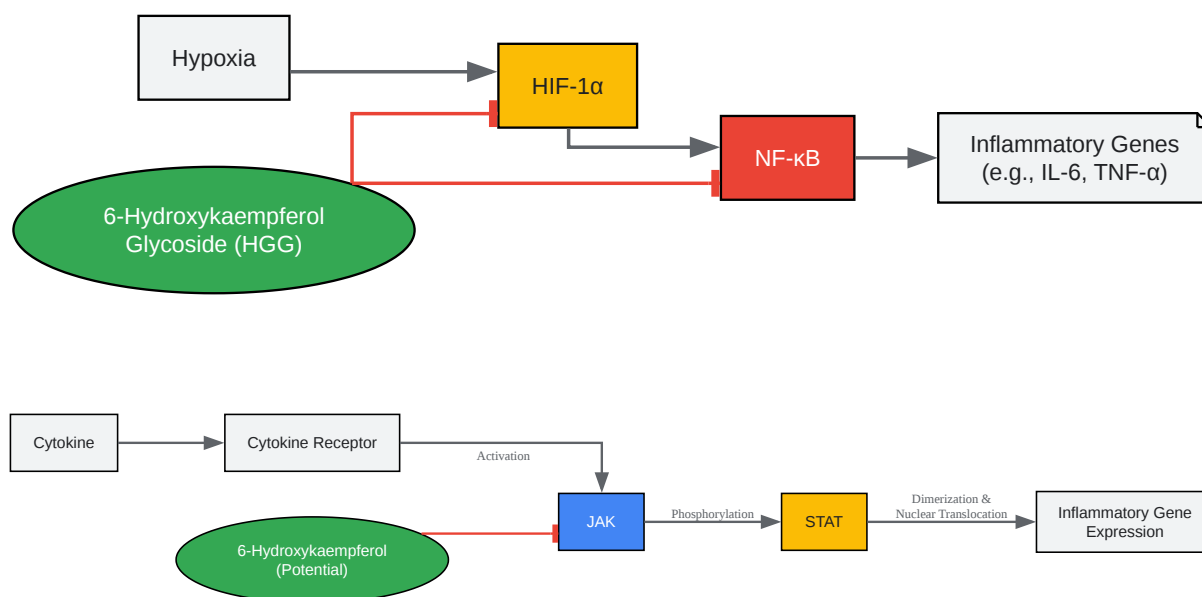 Hypoxia
HIF-1α
NF-κB
Inflammatory Genes
(e.g., IL-6, TNF-α)
6-Hydroxykaempferol
Glycoside (HGG)
Cytokine
Cytokine Receptor
Activation
JAK
Phosphorylation
STAT
Dimerization &
Nuclear Translocation
Inflammatory Gene
Expression
6-Hydroxykaempferol
(Potential)